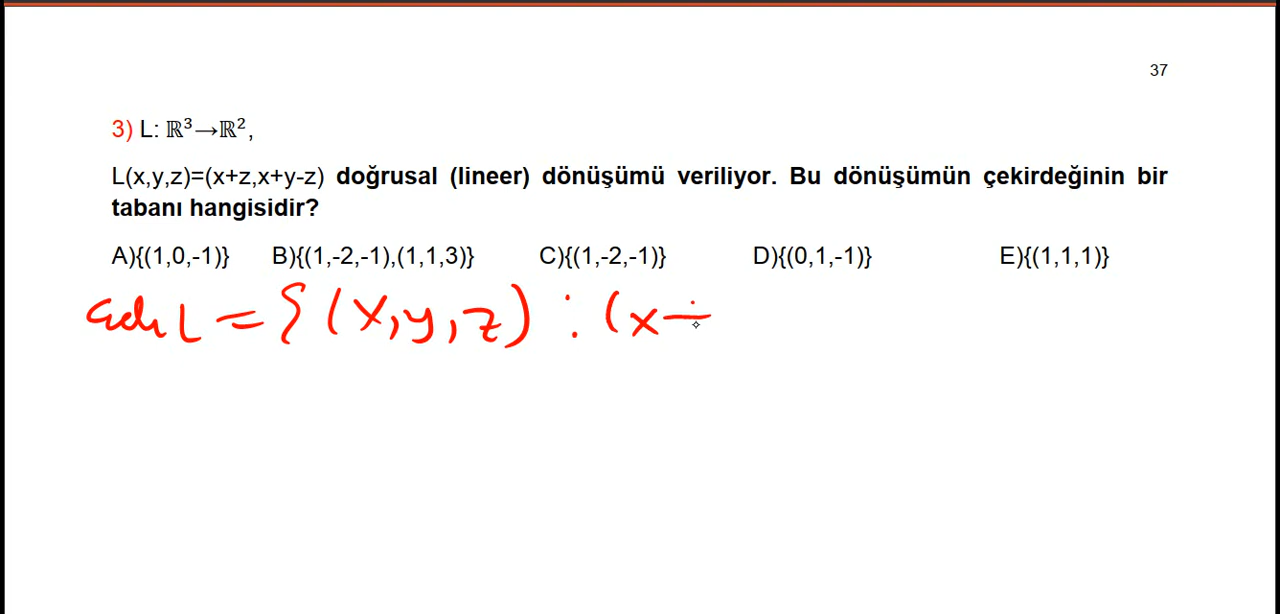 37
3) L: ℝ³→ℝ²,
L(x,y,z)=(x+z,x+y-z) doğrusal (lineer) dönüşümü veriliyor. Bu dönüşümün çekirdeğinin bir
tabanı hangisidir?
A){(1,0,-1)} B){(1,-2,-1),(1,1,3)} C){(1,-2,-1)} D){(0,1,-1)} E){(1,1,1)}
L = { (x,y,z) : (x